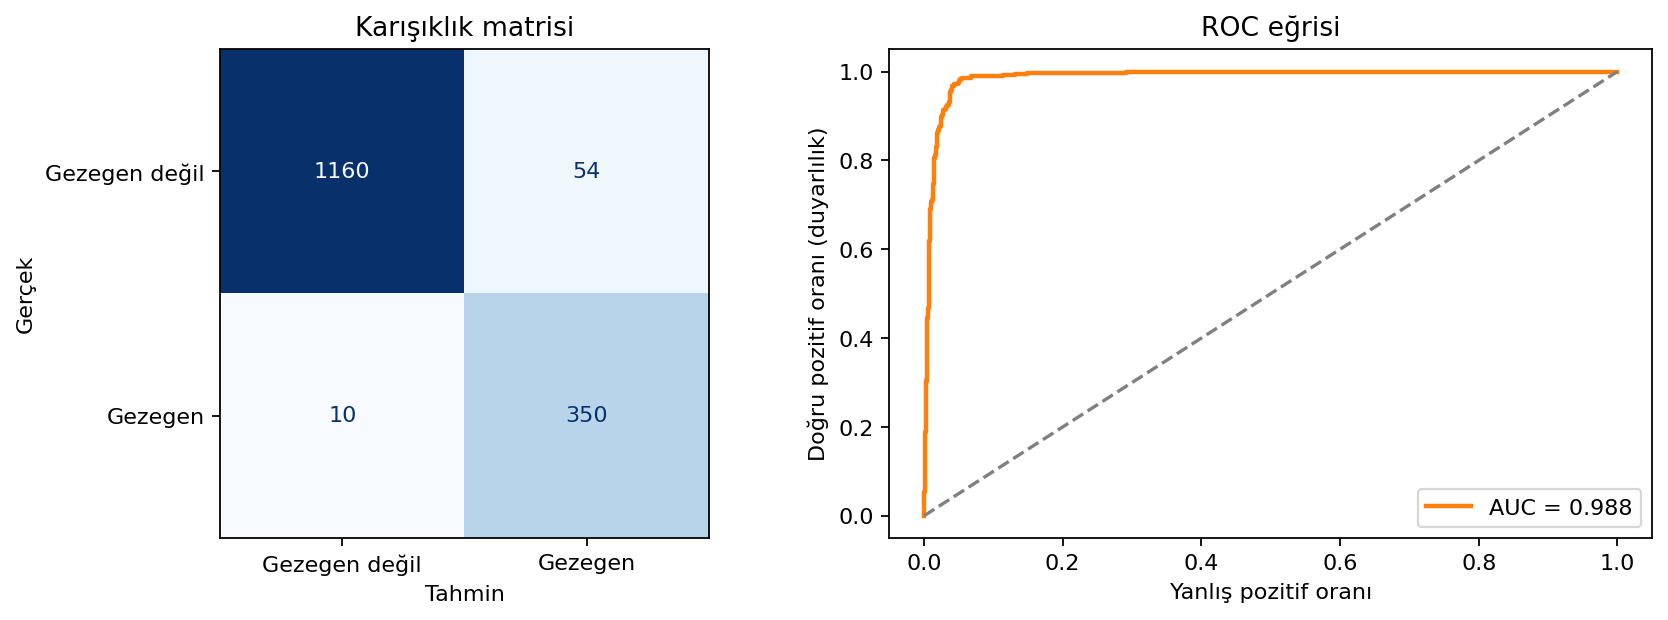 Karışıklık matrisi
Gerçek
Gezegen değil
1160
54
Gezegen
10
350
Gezegen değil
Gezegen
Tahmin
ROC eğrisi
Doğru pozitif oranı (duyarlılık)
1.0
0.8
0.6
0.4
0.2
0.0
AUC = 0.988
0.0
0.2
0.4
0.6
0.8
1.0
Yanlış pozitif oranı